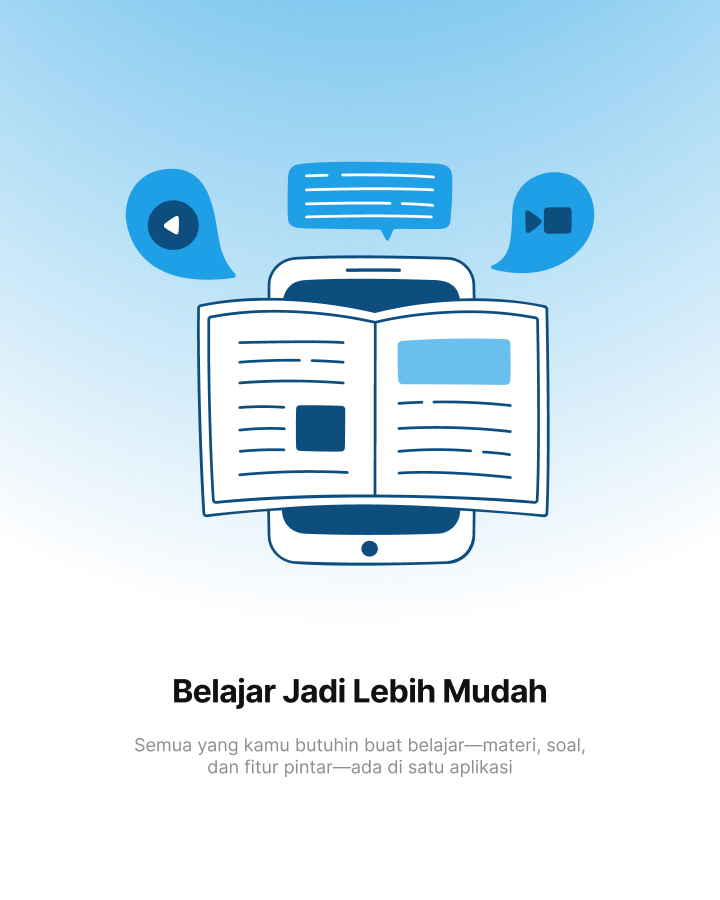 Belajar Jadi Lebih Mudah
Semua yang kamu butuhin buat belajar—materi, soal,
dan fitur pintar—ada di satu aplikasi